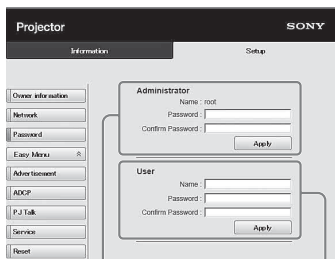 Projector
SONY
Information
Setup
Owner information
Network
Password
Easy Menu
Advertisement
ADCP
PJ Talk
Service
Reset
Administrator
Name : root
Password :
Confirm Password :
Apply
User
Name :
Password :
Confirm Password :
Apply